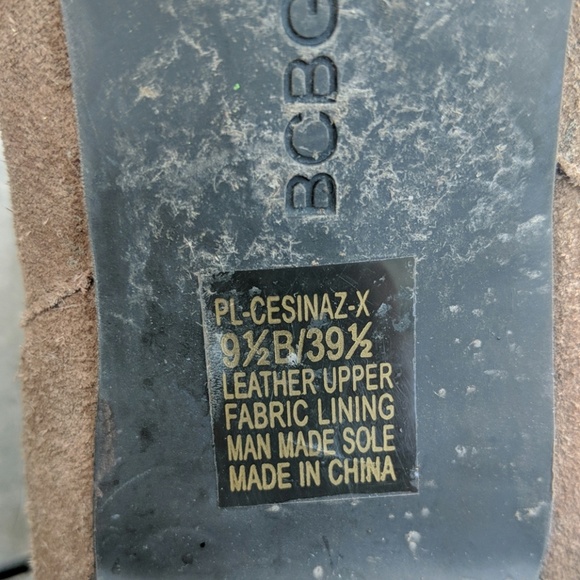 BCBG
PL-CESINAZ-X
9½B/39½
LEATHER UPPER
FABRIC LINING
MAN MADE SOLE
MADE IN CHINA